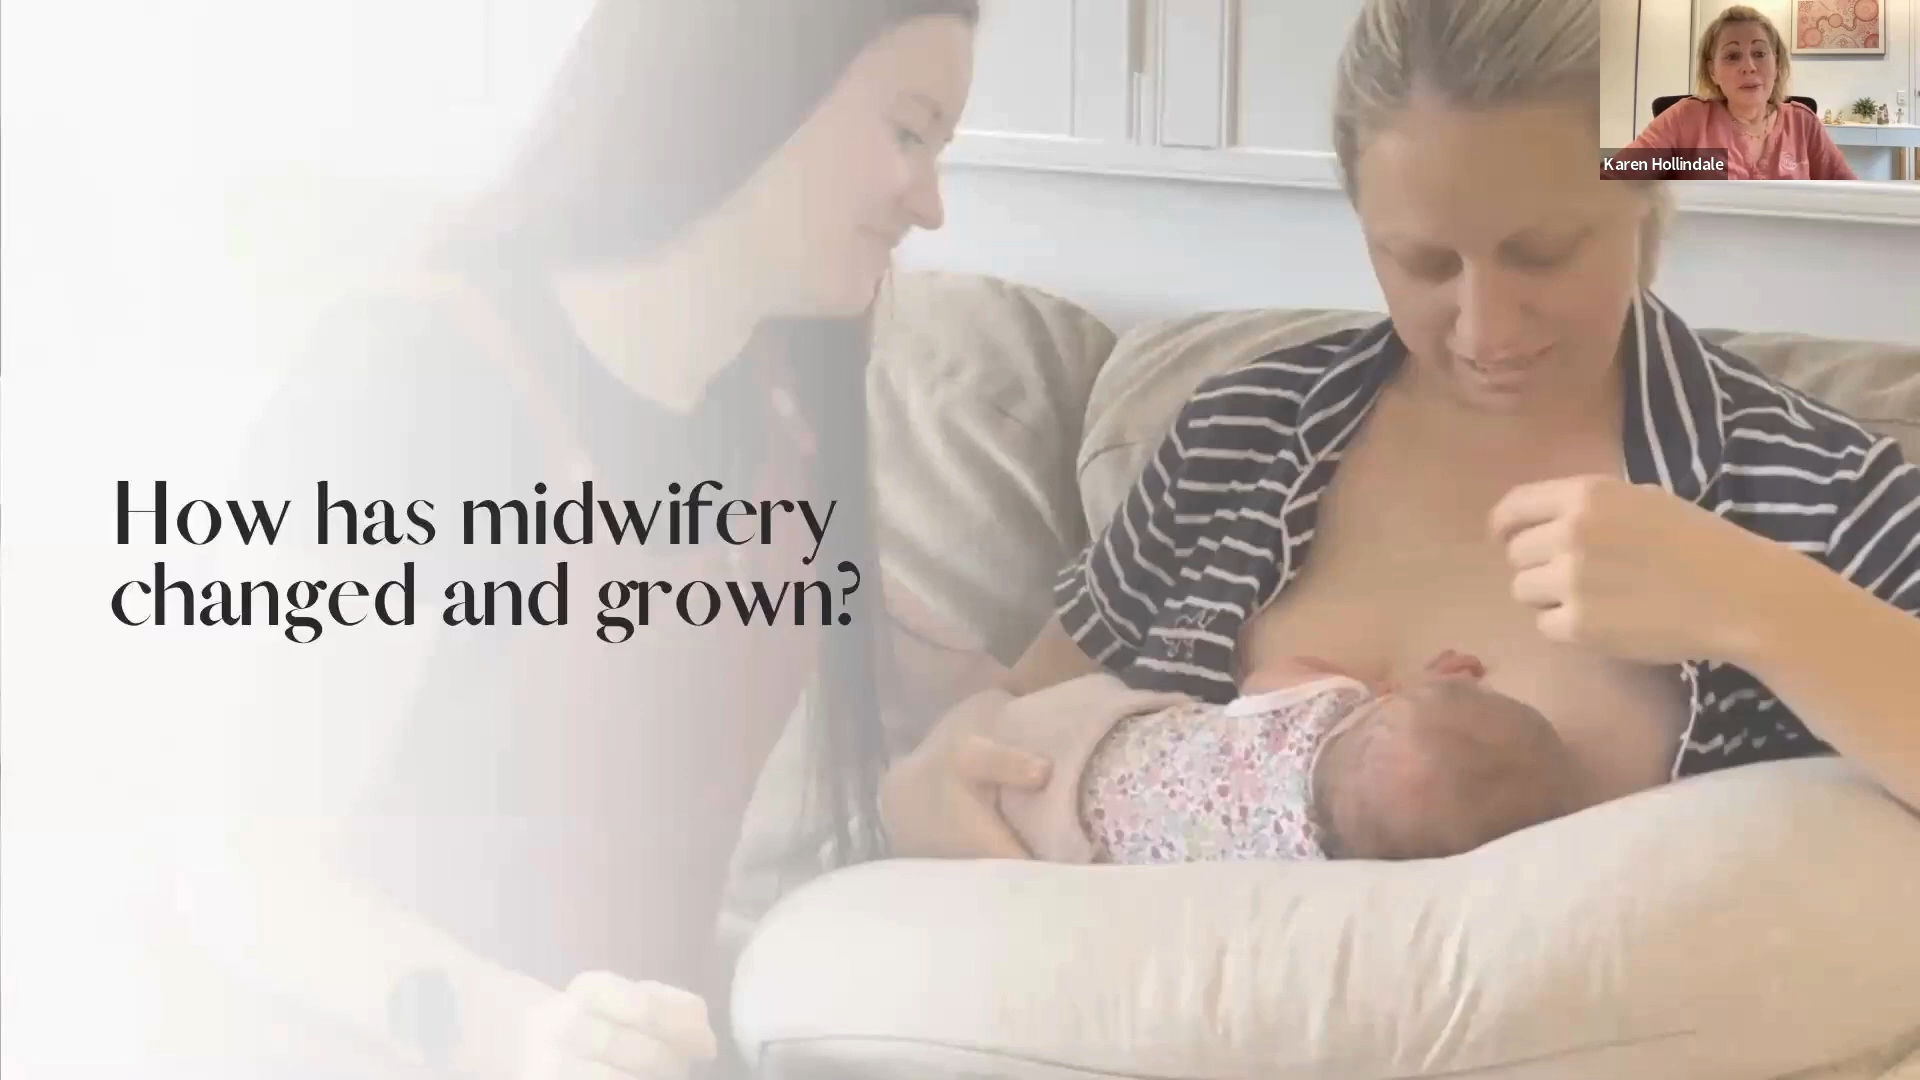 Karen Hollindale
How has midwifery
changed and grown?